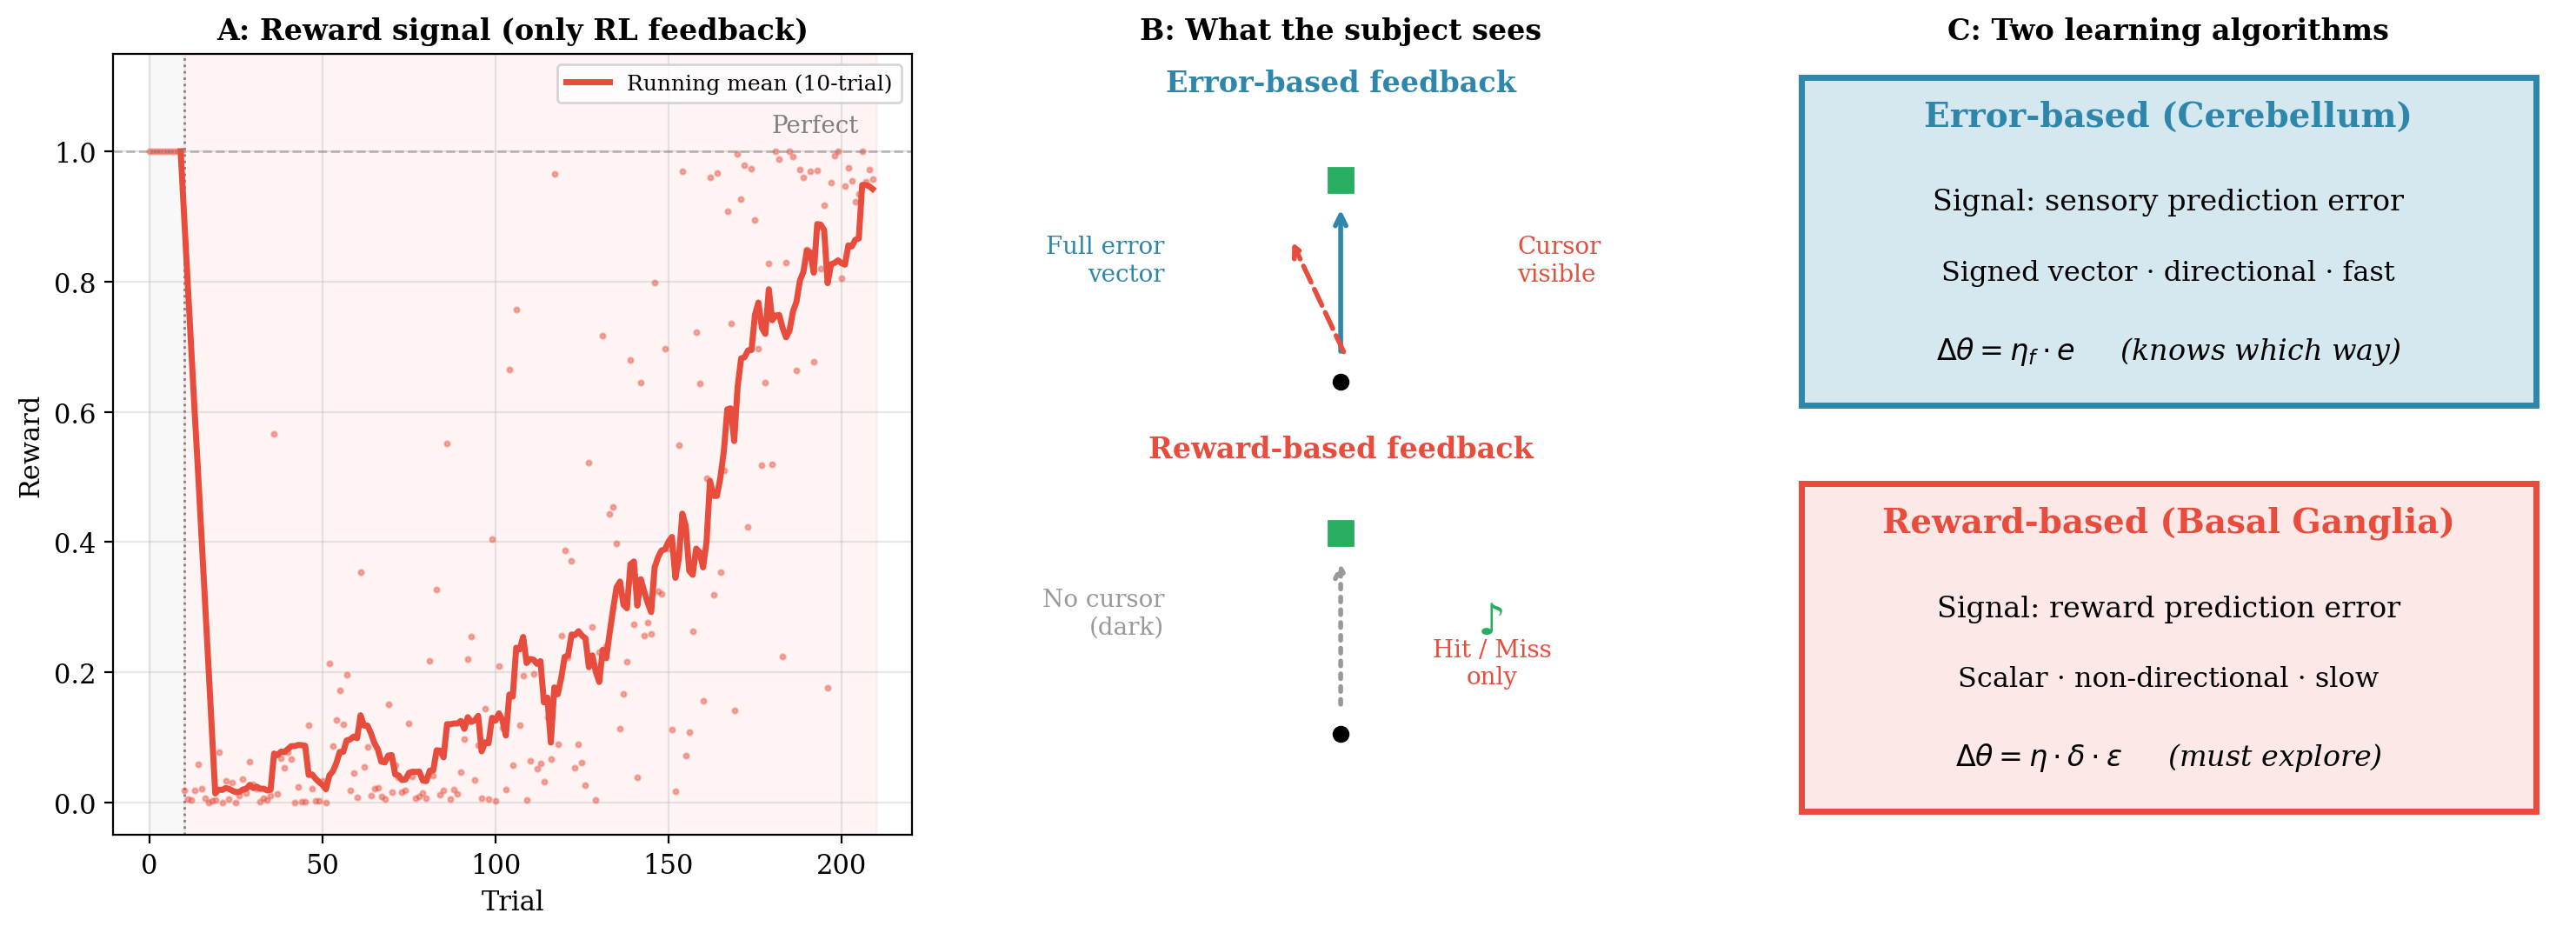 A: Reward signal (only RL feedback)
Running mean (10-trial)
Perfect
1.0
0.8
0.6
0.4
0.2
0.0
Reward
0
50
100
150
200
Trial
B: What the subject sees
Error-based feedback
Full error
vector
Cursor
visible
Reward-based feedback
No cursor
(dark)
♪
Hit / Miss
only
C: Two learning algorithms
Error-based (Cerebellum)
Signal: sensory prediction error
Signed vector · directional · fast
Δθ = η_f · e (knows which way)
Reward-based (Basal Ganglia)
Signal: reward prediction error
Scalar · non-directional · slow
Δθ = η · δ · ε (must explore)